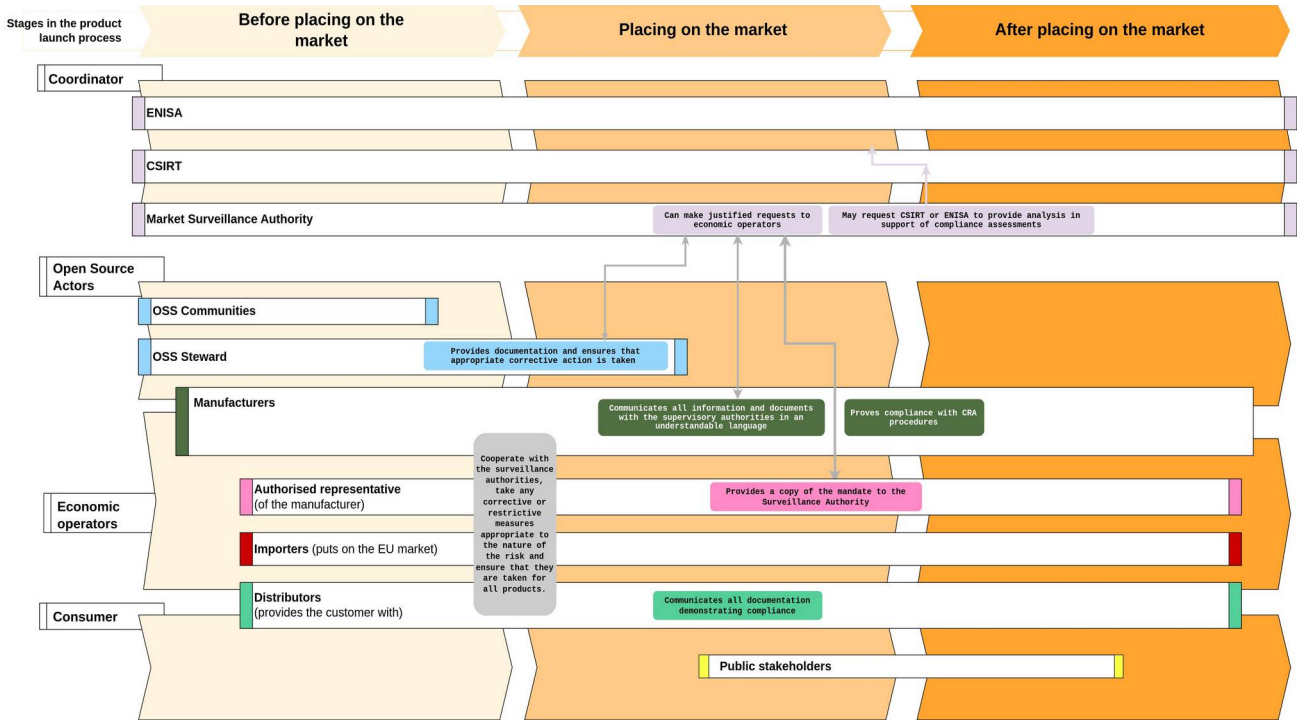 Stages in the product
launch process
Before placing on the
market
Placing on the market
After placing on the market
Coordinator
ENISA
CSIRT
Market Surveillance Authority
Can make justified requests to
economic operators
May request CSIRT or ENISA to provide analysis in
support of compliance assessments
Open Source
Actors
OSS Communities
OSS Steward
Provides documentation and ensures that
appropriate corrective action is taken
Manufacturers
Communicates all information and documents
with the supervisory authorities in an
understandable language
Proves compliance with CRA
procedures
Cooperate with
the surveillance
authorities,
take any
corrective or
restrictive
measures
appropriate to
the nature of
the risk and
ensure that they
are taken for
all products.
Economic
operators
Authorised representative
(of the manufacturer)
Provides a copy of the mandate to the
Surveillance Authority
Importers (puts on the EU market)
Distributors
(provides the customer with)
Communicates all documentation
demonstrating compliance
Consumer
Public stakeholders